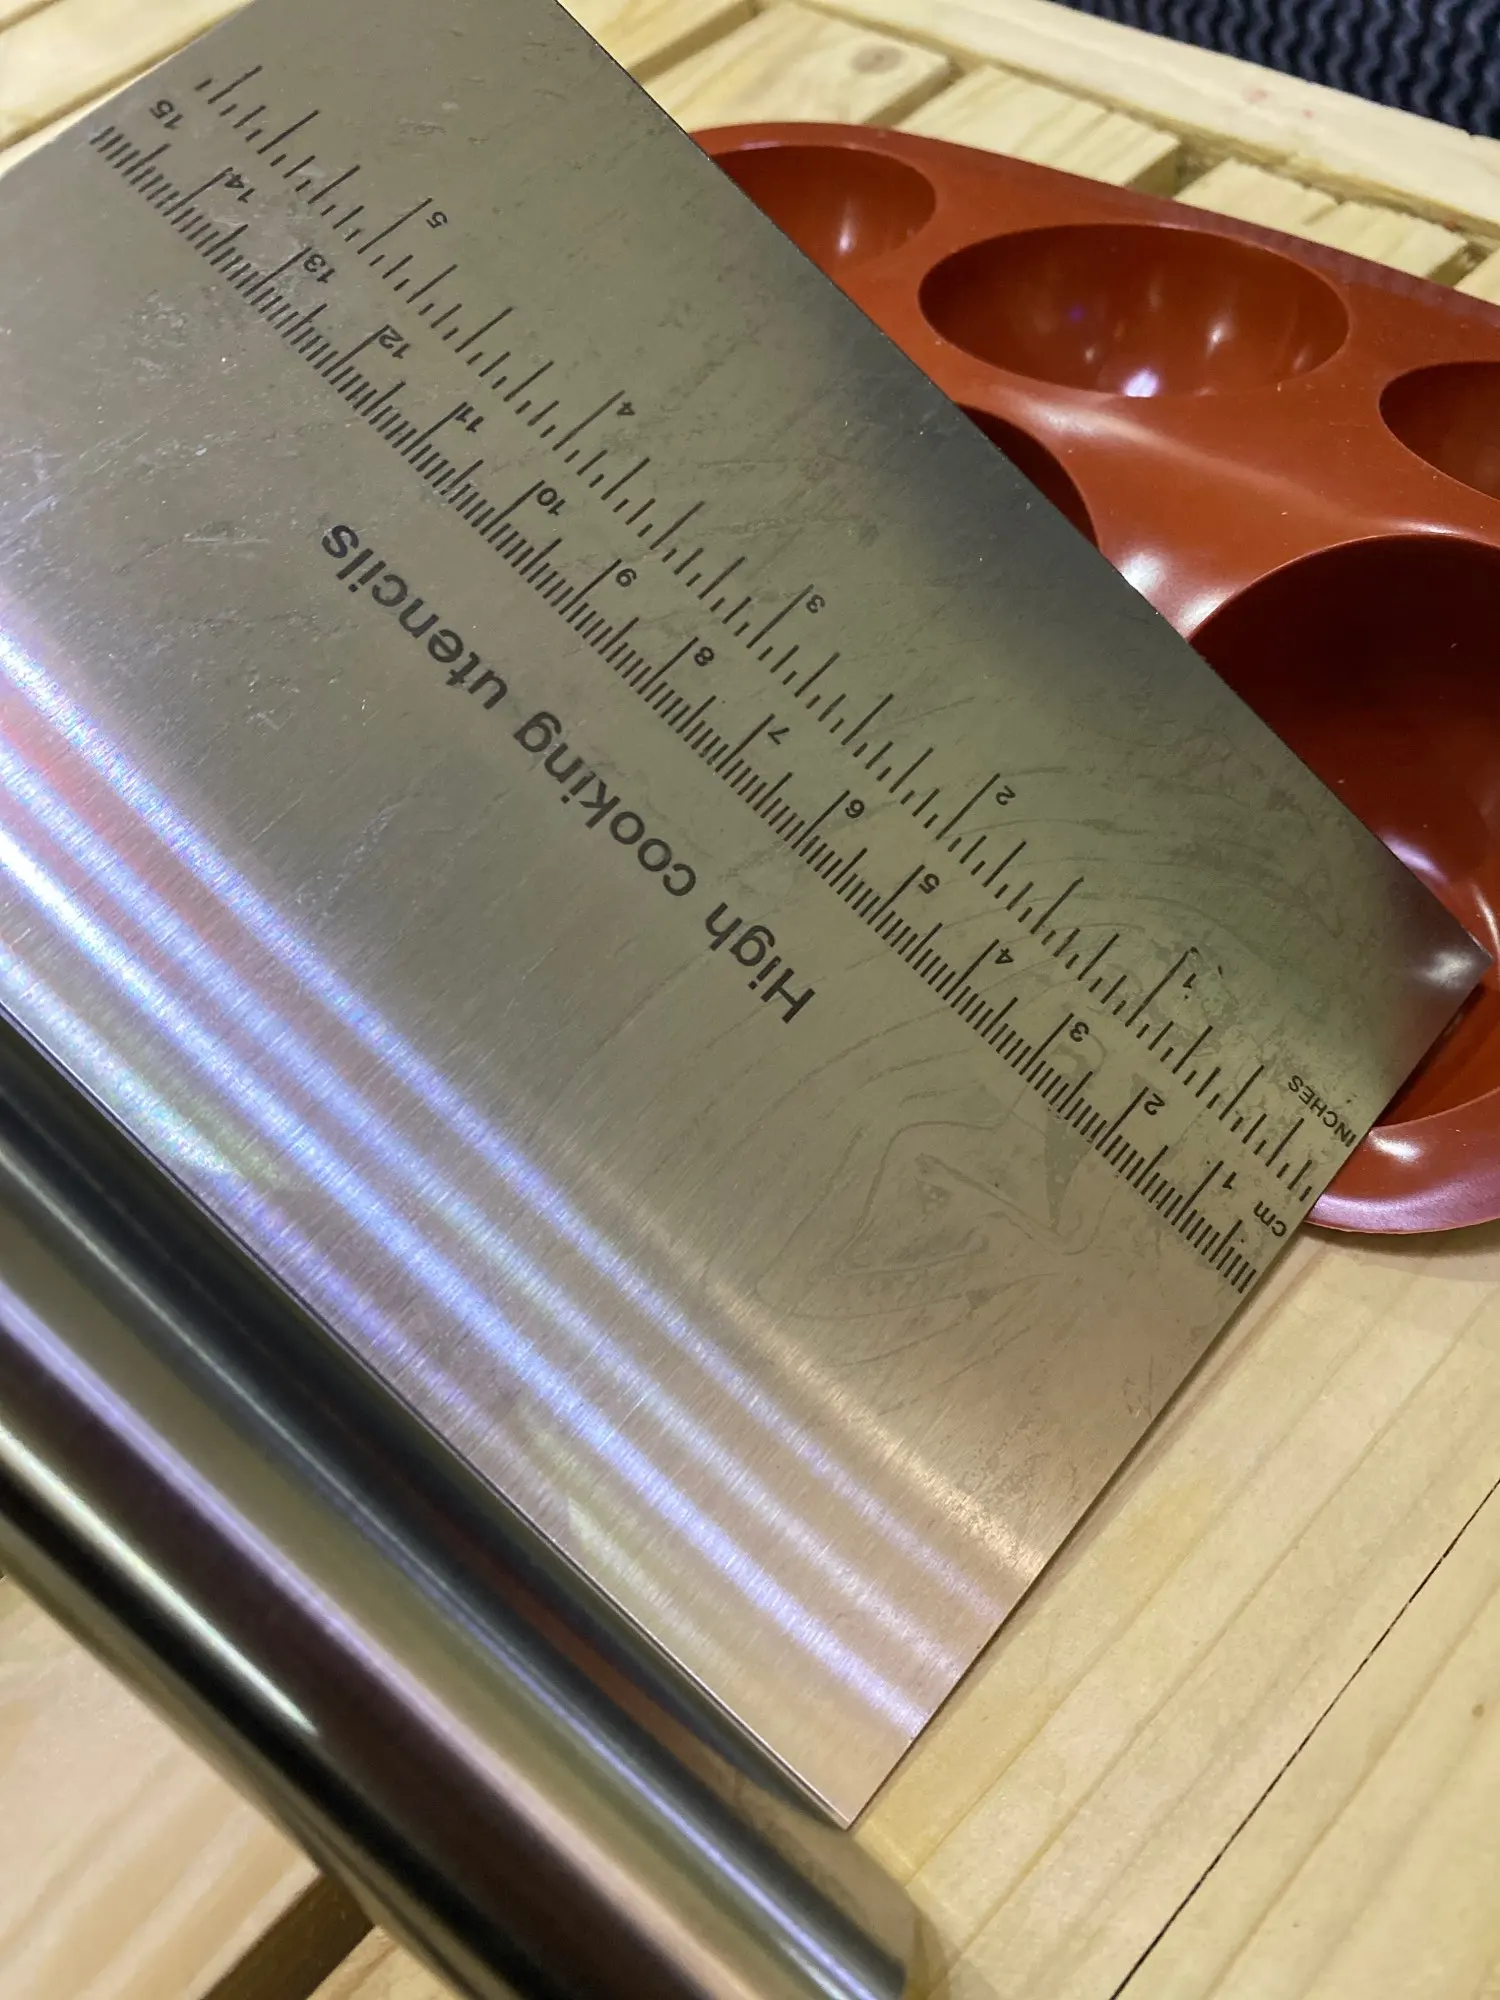 INCHES 1 2 3 4 5
cm 1 2 3 4 5 6 7 8 9 10 11 12 13 14 15
High cooking utencils